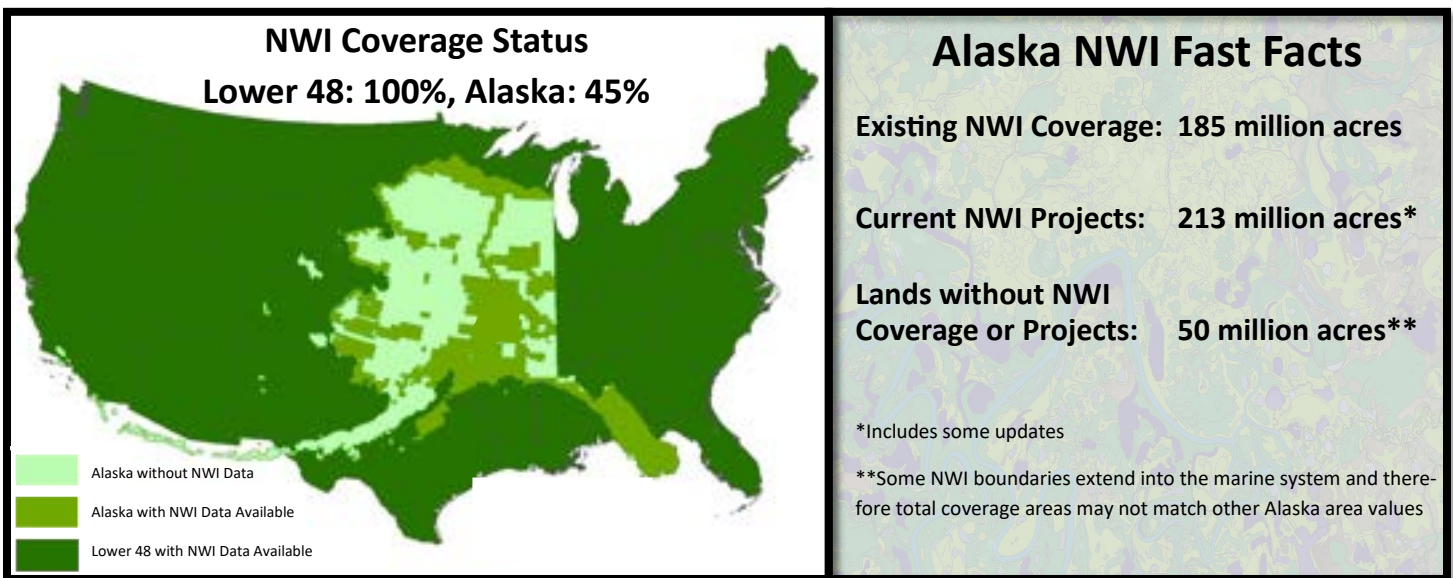 NWI Coverage Status
Lower 48: 100%, Alaska: 45%
Alaska without NWI Data
Alaska with NWI Data Available
Lower 48 with NWI Data Available
Alaska NWI Fast Facts
Existing NWI Coverage: 185 million acres
Current NWI Projects: 213 million acres*
Lands without NWI
Coverage or Projects: 50 million acres**
*Includes some updates
**Some NWI boundaries extend into the marine system and there-
fore total coverage areas may not match other Alaska area values